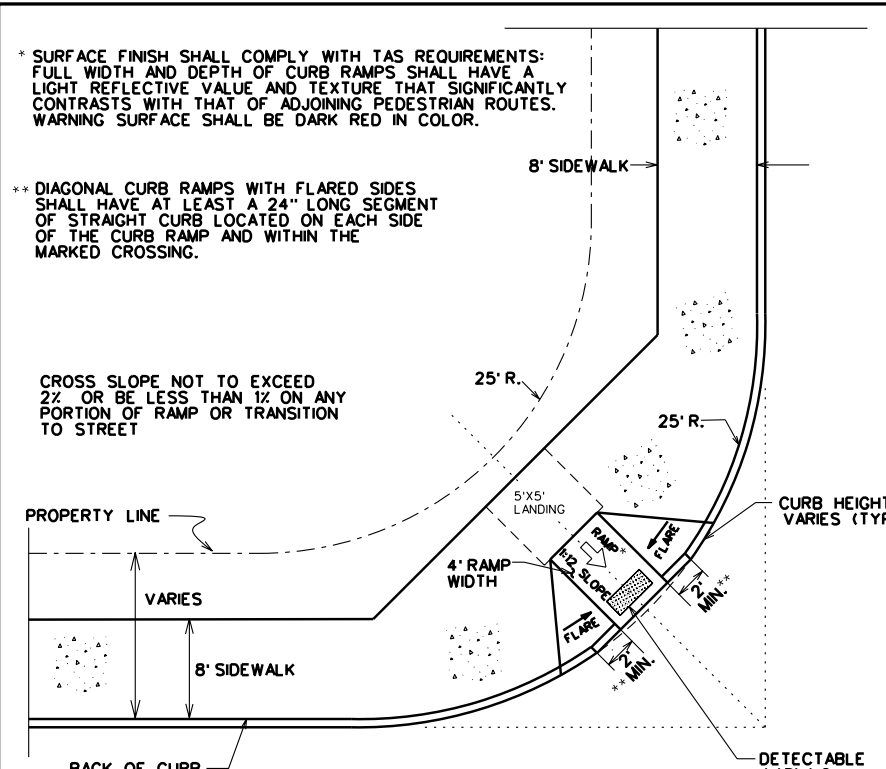 * SURFACE FINISH SHALL COMPLY WITH TAS REQUIREMENTS:
FULL WIDTH AND DEPTH OF CURB RAMPS SHALL HAVE A
LIGHT REFLECTIVE VALUE AND TEXTURE THAT SIGNIFICANTLY
CONTRASTS WITH THAT OF ADJOINING PEDESTRIAN ROUTES.
WARNING SURFACE SHALL BE DARK RED IN COLOR.
8' SIDEWALK
** DIAGONAL CURB RAMPS WITH FLARED SIDES
SHALL HAVE AT LEAST A 24" LONG SEGMENT
OF STRAIGHT CURB LOCATED ON EACH SIDE
OF THE CURB RAMP AND WITHIN THE
MARKED CROSSING.
CROSS SLOPE NOT TO EXCEED
2% OR BE LESS THAN 1% ON ANY
PORTION OF RAMP OR TRANSITION
TO STREET
25' R.
25' R.
5'X5'
LANDING
CURB HEIGHT
VARIES (TYP
PROPERTY LINE
RAMP*
1:12 SLOPE
FLARE
4' RAMP
WIDTH
2'
MIN.**
VARIES
FLARE
2'
** MIN.
8' SIDEWALK
BACK OF CURB
DETECTABLE